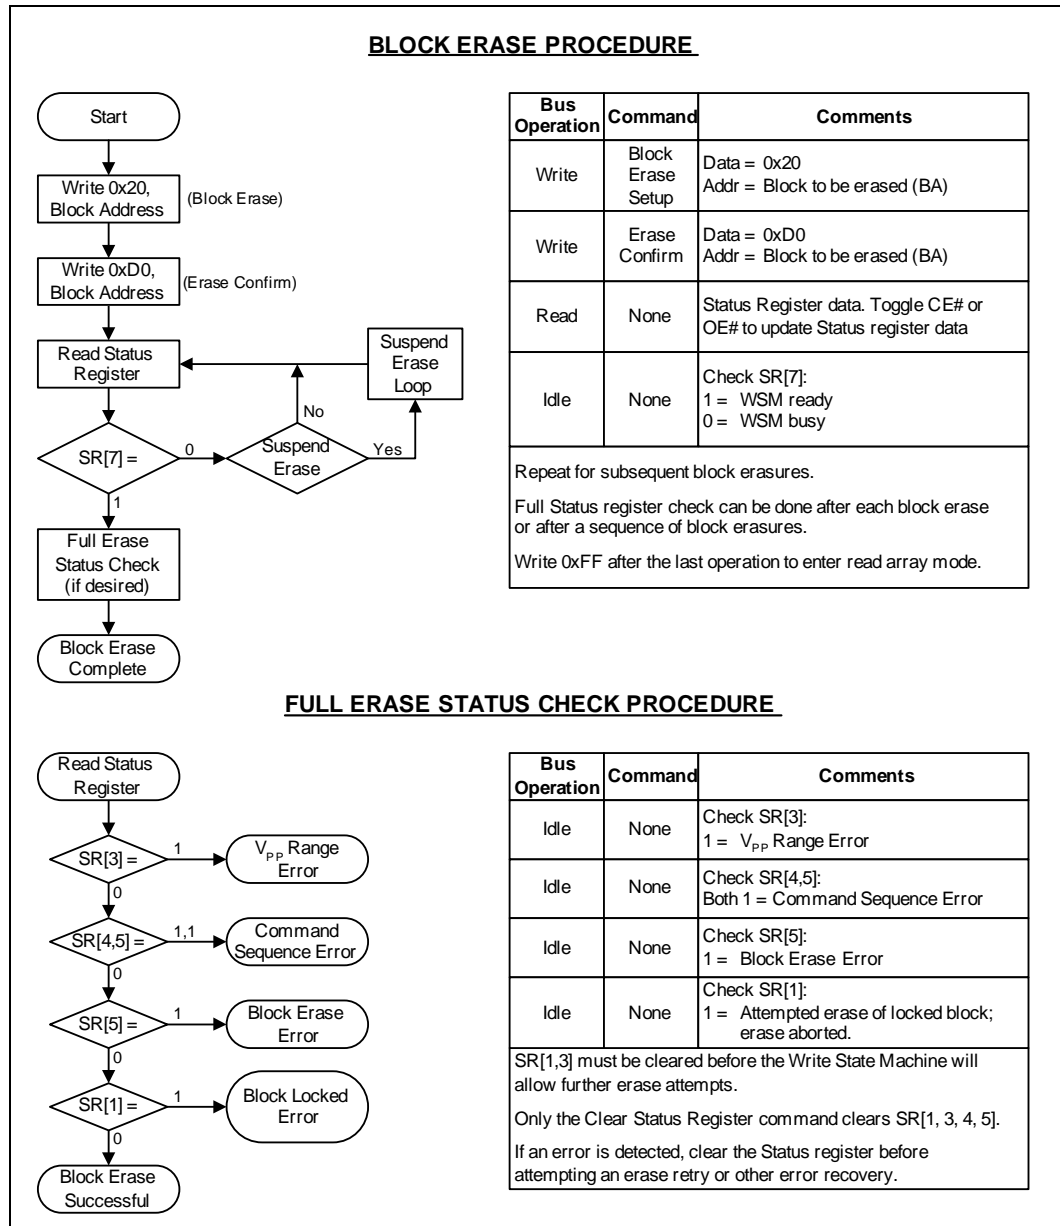 BLOCK ERASE PROCEDURE
Start
Write 0x20,
Block Address
(Block Erase)
Write 0xD0,
Block Address
(Erase Confirm)
Read Status
Register
Suspend
Erase
Loop
No
SR[7] =
0
Suspend
Erase
Yes
1
Full Erase
Status Check
(if desired)
Block Erase
Complete
Bus
Operation
Command
Comments
Write
Block
Erase
Setup
Data = 0x20
Addr = Block to be erased (BA)
Write
Erase
Confirm
Data = 0xD0
Addr = Block to be erased (BA)
Read
None
Status Register data. Toggle CE# or
OE# to update Status register data
Idle
None
Check SR[7]:
1 = WSM ready
0 = WSM busy
Repeat for subsequent block erasures.
Full Status register check can be done after each block erase
or after a sequence of block erasures.
Write 0xFF after the last operation to enter read array mode.
FULL ERASE STATUS CHECK PROCEDURE
Read Status
Register
SR[3] =
1
VPP Range
Error
0
SR[4,5] =
1,1
Command
Sequence Error
0
SR[5] =
1
Block Erase
Error
0
SR[1] =
1
Block Locked
Error
0
Block Erase
Successful
Bus
Operation
Command
Comments
Idle
None
Check SR[3]:
1 = VPP Range Error
Idle
None
Check SR[4,5]:
Both 1 = Command Sequence Error
Idle
None
Check SR[5]:
1 = Block Erase Error
Idle
None
Check SR[1]:
1 = Attempted erase of locked block;
erase aborted.
SR[1,3] must be cleared before the Write State Machine will
allow further erase attempts.
Only the Clear Status Register command clears SR[1, 3, 4, 5].
If an error is detected, clear the Status register before
attempting an erase retry or other error recovery.